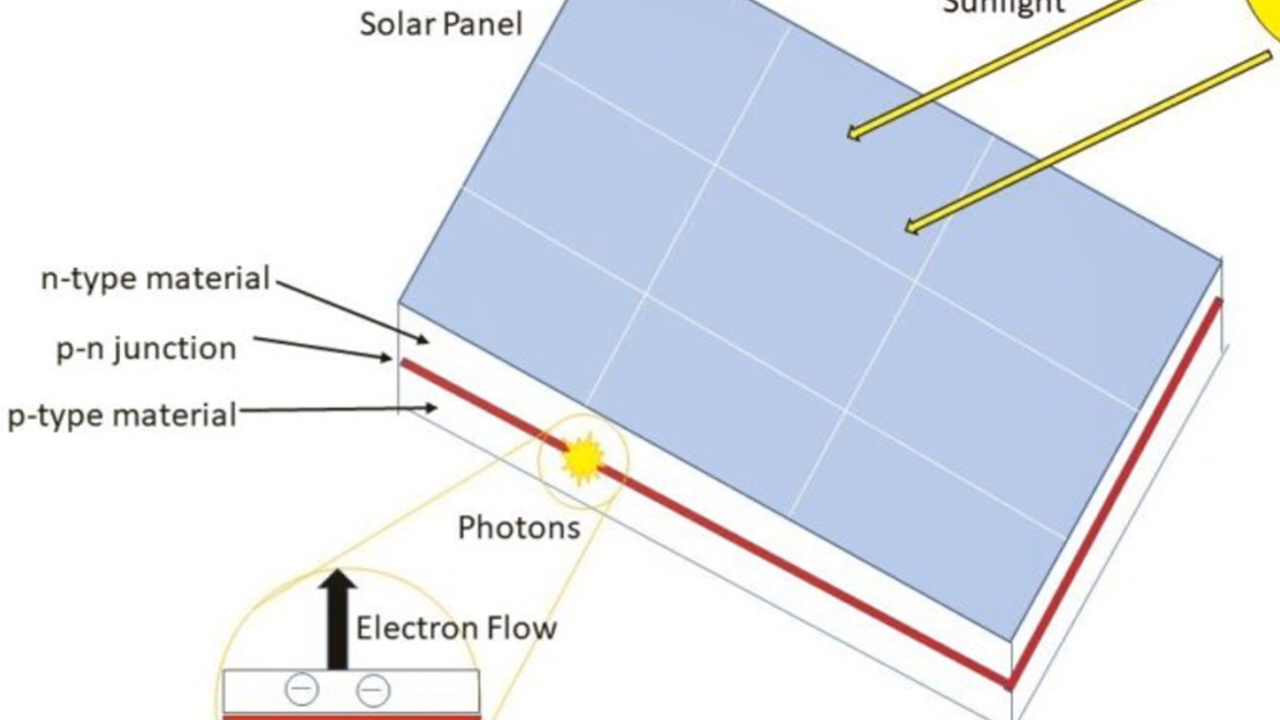 Sunlight
Solar Panel
n-type material
p-n junction
p-type material
Photons
Electron Flow